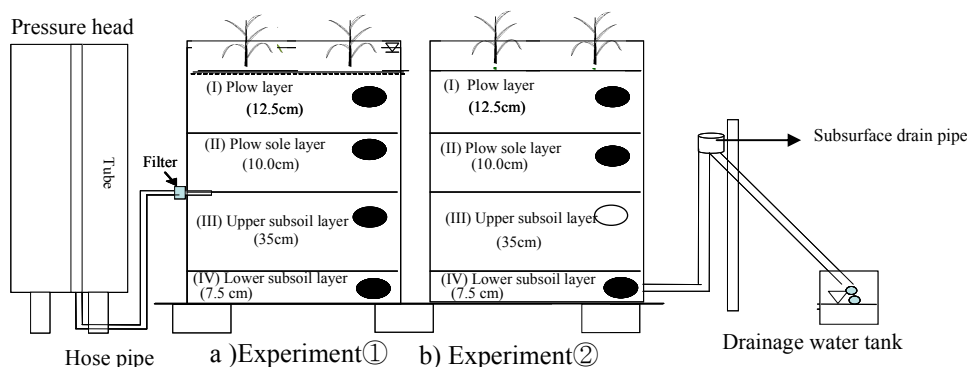 Pressure head
Tube
Filter
Hose pipe
(I) Plow layer
(12.5cm)
(II) Plow sole layer
(10.0cm)
(III) Upper subsoil layer
(35cm)
(IV) Lower subsoil layer
(7.5 cm)
a )Experiment①
(I) Plow layer
(12.5cm)
(II) Plow sole layer
(10.0cm)
(III) Upper subsoil layer
(35cm)
(IV) Lower subsoil layer
(7.5 cm)
b) Experiment②
Subsurface drain pipe
Drainage water tank